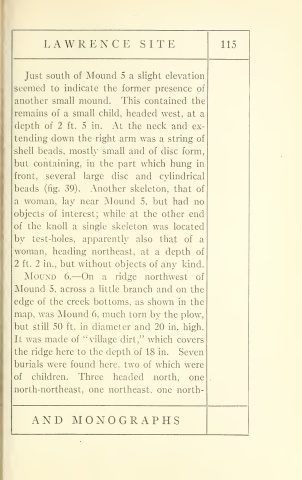 LAWRENCE SITE 115
Just south of Mound 5 a slight elevation
seemed to indicate the former presence of
another small mound. This contained the
remains of a small child, headed west, at a
depth of 2 ft. 5 in. At the neck and ex-
tending down the right arm was a string of
shell beads, mostly small and of disc form,
but containing, in the part which hung in
front, several large disc and cylindrical
beads (fig. 39). Another skeleton, that of
a woman, lay near Mound 5, but had no
objects of interest; while at the other end
of the knoll a single skeleton was located
by test-holes, apparently also that of a
woman, heading northeast, at a depth of
2 ft. 2 in., but without objects of any kind.
MOUND 6.—On a ridge northwest of
Mound 5, across a little branch and on the
edge of the creek bottoms, as shown in the
map, was Mound 6, much torn by the plow,
but still 50 ft. in diameter and 20 in. high.
It was made of "village dirt," which covers
the ridge here to the depth of 18 in. Seven
burials were found here, two of which were
of children. Three headed north, one
north-northeast, one northeast, one north-
AND MONOGRAPHS